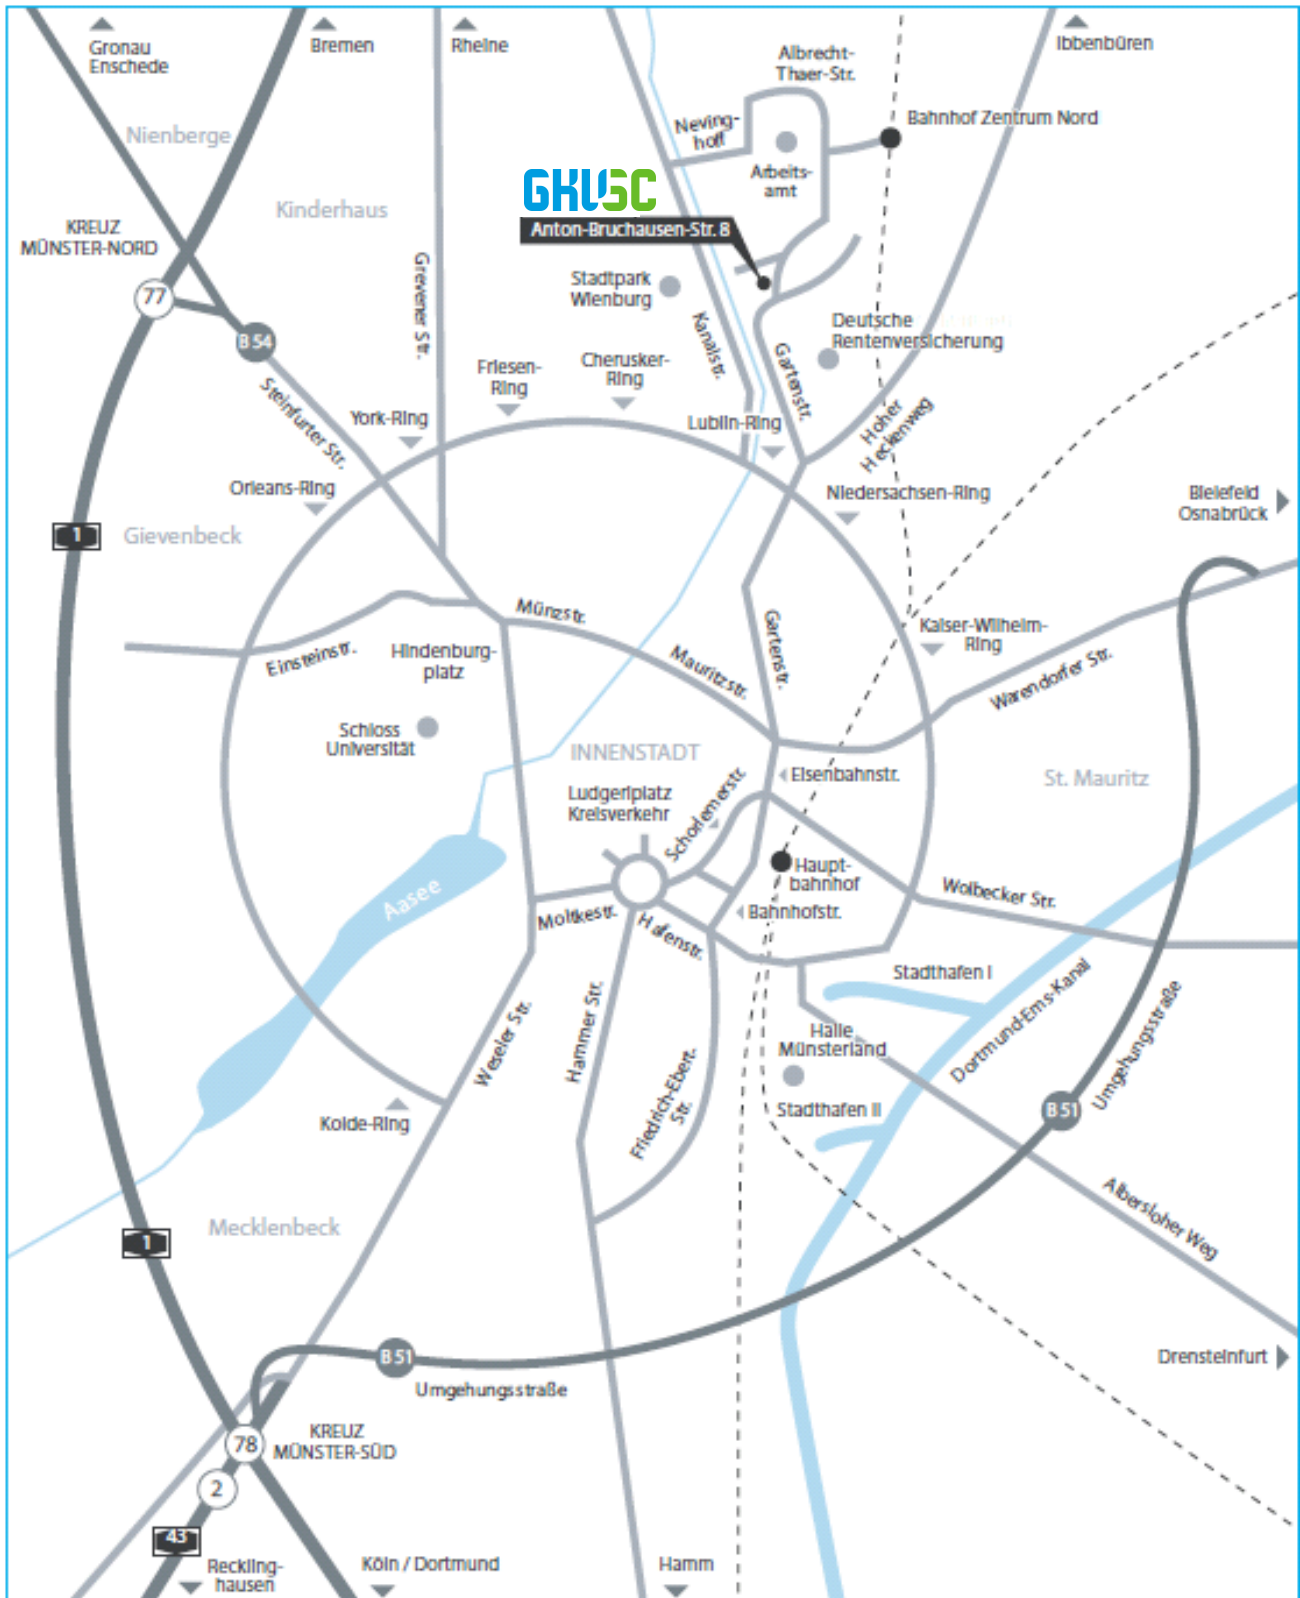 Gronau
Enschede
Bremen
Rheine
Ibbenbüren
Albrecht-
Thaer-Str.
Neving-
hoff
Bahnhof Zentrum Nord
Nienberge
Arbeits-
amt
GKUSC
Anton-Bruchausen-Str. 8
Kinderhaus
KREUZ
MÜNSTER-NORD
77
B 54
Grevener Str.
Stadtpark
Wienburg
Kanalstr.
Deutsche
Rentenversicherung
Gartenstr.
Friesen-
Ring
Cherusker-
Ring
Steinfurter Str.
York-Ring
Lublin-Ring
Hoher
Heckenweg
Orleans-Ring
Niedersachsen-Ring
Bielefeld
Osnabrück
1
Gievenbeck
Münzstr.
Gartenstr.
Kaiser-Wilhelm-
Ring
Einsteinstr.
Hindenburg-
platz
Mauritzstr.
Warendorfer Str.
Schloss
Universität
INNENSTADT
Eisenbahnstr.
St. Mauritz
Ludgeriplatz
Kreisverkehr
Schorlemerstr.
Haupt-
bahnhof
Aasee
Moltkestr.
Hafenstr.
Bahnhofstr.
Wolbecker Str.
Stadthafen I
Dortmund-Ems-Kanal
Umgehungsstraße
Weseler Str.
Hammer Str.
Friedrich-Ebert-
Str.
Halle
Münsterland
Stadthafen II
B 51
Kolde-Ring
Albersloher Weg
Mecklenbeck
1
B 51
Umgehungsstraße
Drensteinfurt
78
KREUZ
MÜNSTER-SÜD
2
43
Reckling-
hausen
Köln / Dortmund
Hamm